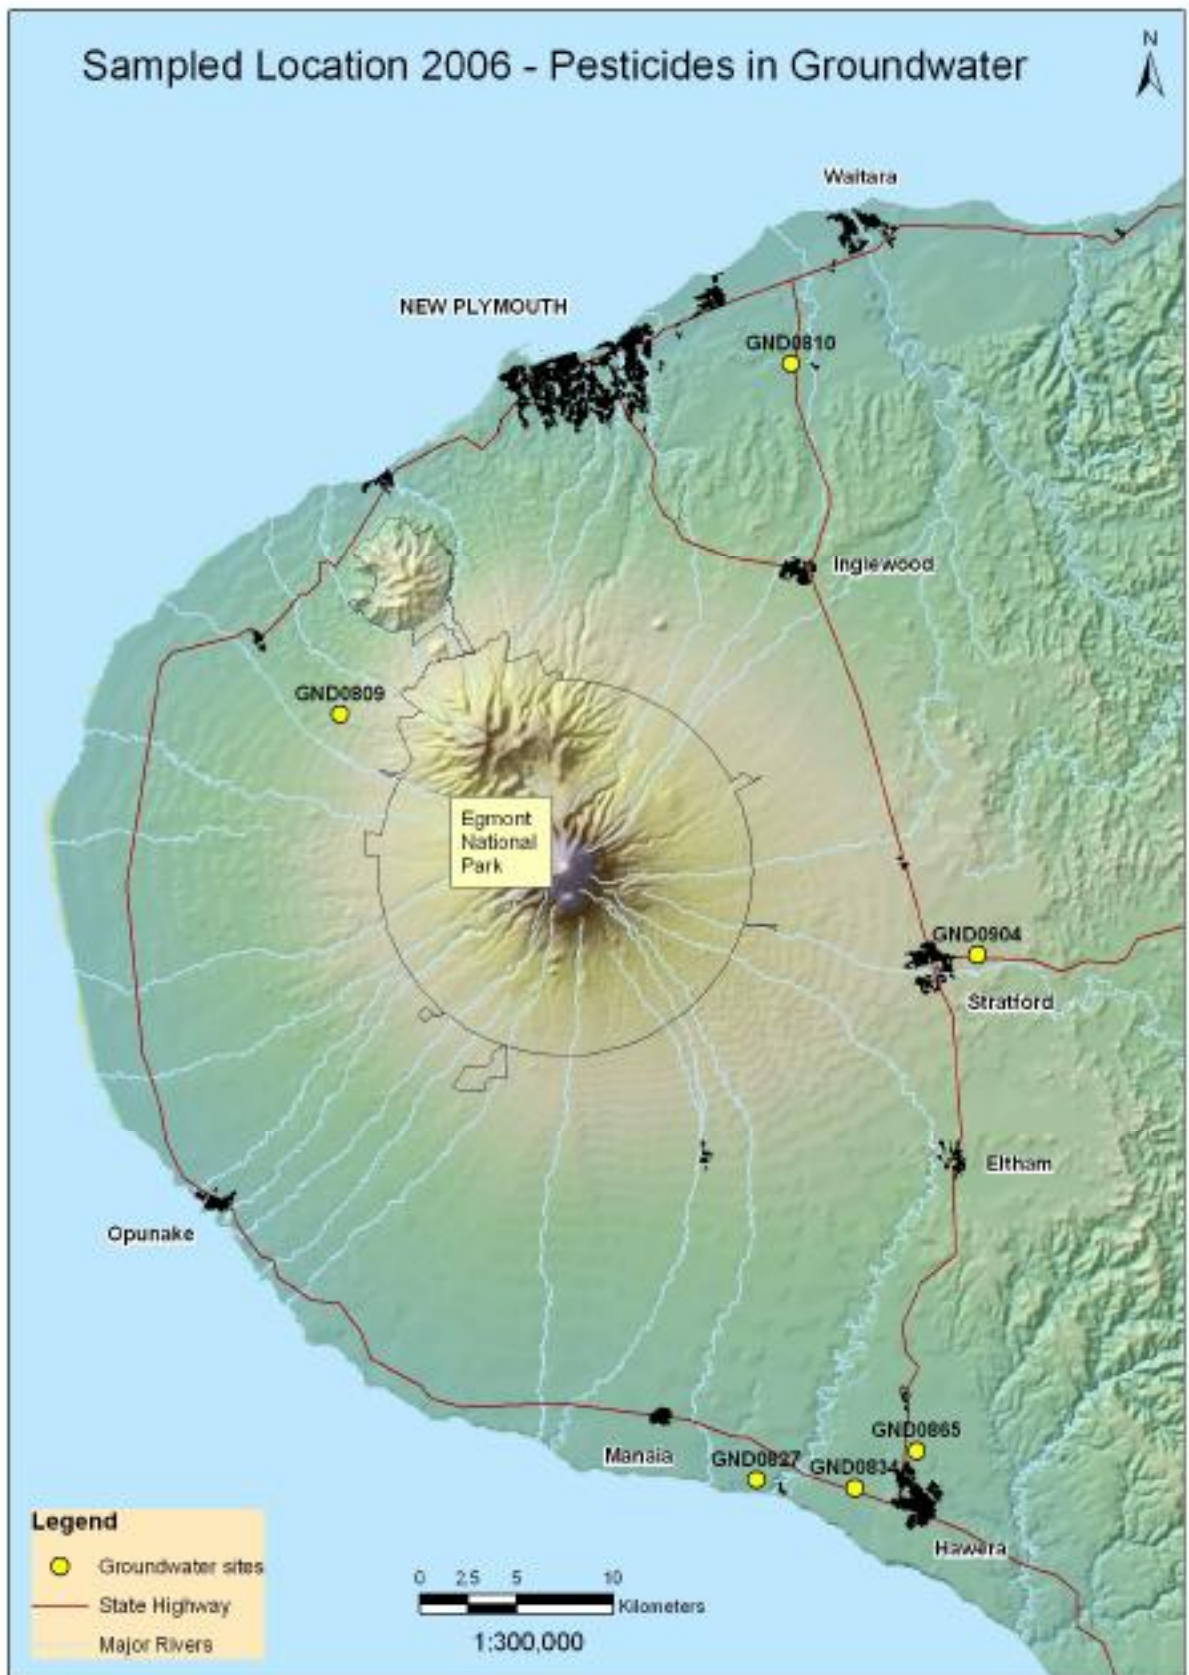 Sampled Location 2006 - Pesticides in Groundwater
N
Waitara
NEW PLYMOUTH
GND0810
Inglewood
GND0809
Egmont
National
Park
GND0904
Stratford
Eltham
Opunake
GND0865
Manaia
GND0827
GND0834
Hawera
Legend
Groundwater sites
State Highway
Major Rivers
0 2.5 5 10
Kilometers
1:300,000